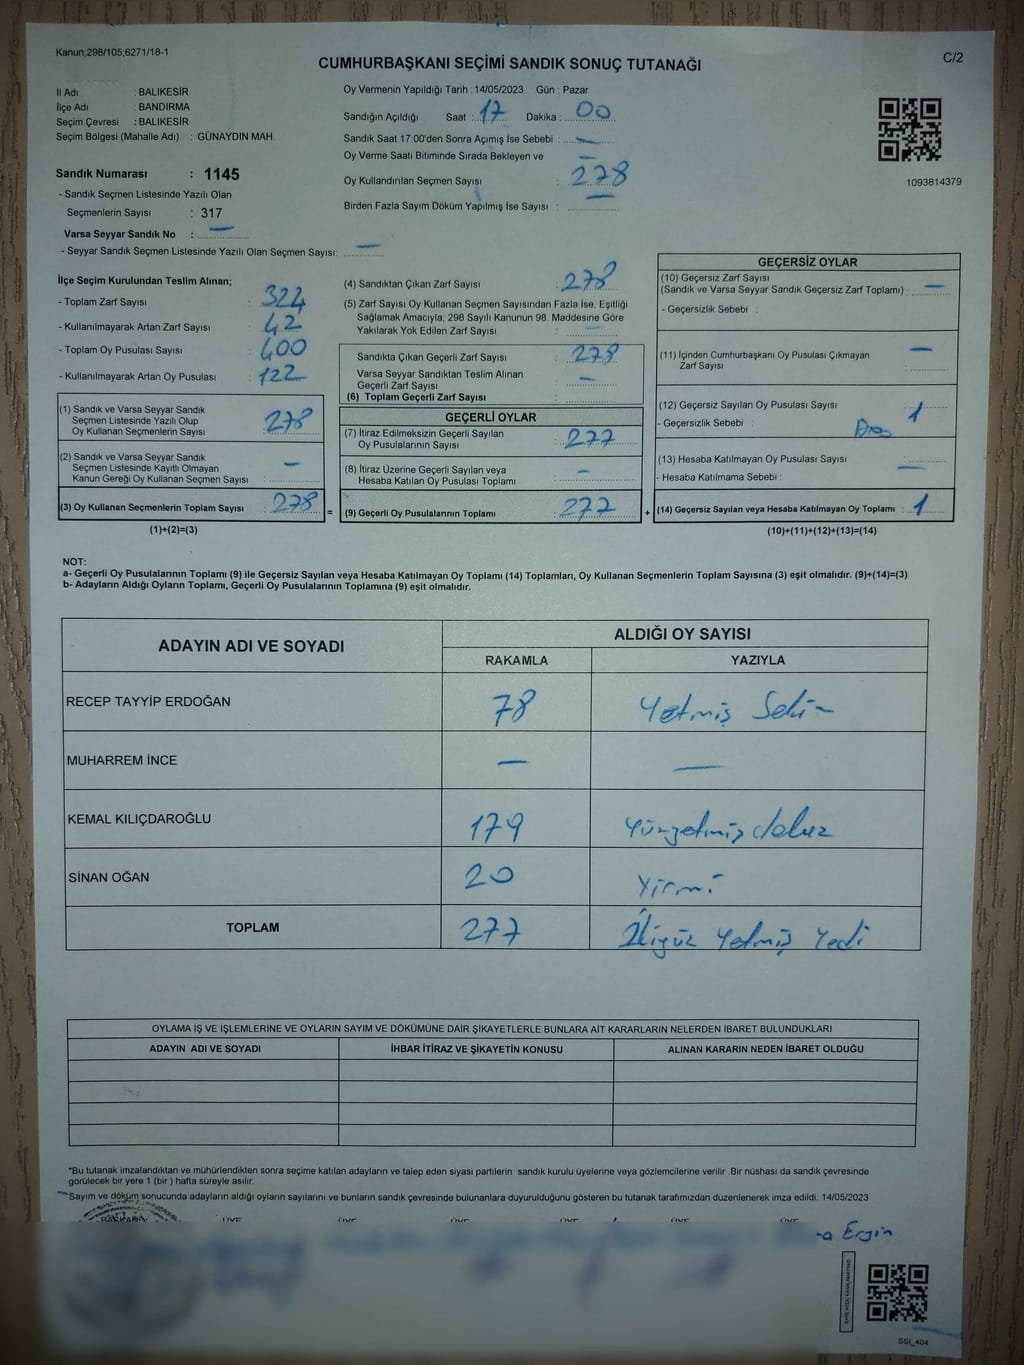 Kanun;298/105;6271/18-1
C/2
CUMHURBAŞKANI SEÇİMİ SANDIK SONUÇ TUTANAĞI
İl Adı : BALIKESİR
İlçe Adı : BANDIRMA
Seçim Çevresi : BALIKESİR
Seçim Bölgesi (Mahalle Adı) : GÜNAYDIN MAH.
Sandık Numarası : 1145
- Sandık Seçmen Listesinde Yazılı Olan
Seçmenlerin Sayısı : 317
Varsa Seyyar Sandık No : —
- Seyyar Sandık Seçmen Listesinde Yazılı Olan Seçmen Sayısı: —
Oy Vermenin Yapıldığı Tarih : 14/05/2023 Gün : Pazar
Sandığın Açıldığı Saat : 17 Dakika : 00
Sandık Saat 17:00'den Sonra Açımış İse Sebebi : —
Oy Verme Saati Bitiminde Sırada Bekleyen ve —
Oy Kullandırılan Seçmen Sayısı : 278
Birden Fazla Sayım Döküm Yapılmış İse Sayısı : —
1093814379
İlçe Seçim Kurulundan Teslim Alınan;
- Toplam Zarf Sayısı : 324
- Kullanılmayarak Artan Zarf Sayısı : 42
- Toplam Oy Pusulası Sayısı : 400
- Kullanılmayarak Artan Oy Pusulası : 122
(1) Sandık ve Varsa Seyyar Sandık
Seçmen Listesinde Yazılı Olup
Oy Kullanan Seçmenlerin Sayısı : 278
(2) Sandık ve Varsa Seyyar Sandık
Seçmen Listesinde Kayıtlı Olmayan
Kanun Gereği Oy Kullanan Seçmen Sayısı : —
(3) Oy Kullanan Seçmenlerin Toplam Sayısı : 278 =
(1)+(2)=(3)
(4) Sandıktan Çıkan Zarf Sayısı : 278
(5) Zarf Sayısı Oy Kullanan Seçmen Sayısından Fazla İse, Eşitliği
Sağlamak Amacıyla; 298 Sayılı Kanunun 98. Maddesine Göre
Yakılarak Yok Edilen Zarf Sayısı : —
Sandıkta Çıkan Geçerli Zarf Sayısı : 278
Varsa Seyyar Sandıktan Teslim Alınan
Geçerli Zarf Sayısı : —
(6) Toplam Geçerli Zarf Sayısı :
GEÇERLİ OYLAR
(7) İtiraz Edilmeksizin Geçerli Sayılan
Oy Pusulalarının Sayısı : 277
(8) İtiraz Üzerine Geçerli Sayılan veya
Hesaba Katılan Oy Pusulası Toplamı : —
(9) Geçerli Oy Pusulalarının Toplamı : 277 +
GEÇERSİZ OYLAR
(10) Geçersiz Zarf Sayısı
(Sandık ve Varsa Seyyar Sandık Geçersiz Zarf Toplamı) : —
- Geçersizlik Sebebi :
(11) İçinden Cumhurbaşkanı Oy Pusulası Çıkmayan
Zarf Sayısı : —
(12) Geçersiz Sayılan Oy Pusulası Sayısı : 1
- Geçersizlik Sebebi :
(13) Hesaba Katılmayan Oy Pusulası Sayısı : —
- Hesaba Katılmama Sebebi :
(14) Geçersiz Sayılan veya Hesaba Katılmayan Oy Toplamı : 1
(10)+(11)+(12)+(13)=(14)
NOT:
a- Geçerli Oy Pusulalarının Toplamı (9) ile Geçersiz Sayılan veya Hesaba Katılmayan Oy Toplamı (14) Toplamları, Oy Kullanan Seçmenlerin Toplam Sayısına (3) eşit olmalıdır. (9)+(14)=(3)
b- Adayların Aldığı Oyların Toplamı, Geçerli Oy Pusulalarının Toplamına (9) eşit olmalıdır.
ADAYIN ADI VE SOYADI ALDIĞI OY SAYISI
RAKAMLA YAZIYLA
RECEP TAYYİP ERDOĞAN 78 Yetmiş Sekiz
MUHARREM İNCE — —
KEMAL KILIÇDAROĞLU 179 Yüzyetmiş dokuz
SİNAN OĞAN 20 Yirmi
TOPLAM 277 İkiyüz Yetmiş Yedi
OYLAMA İŞ VE İŞLEMLERİNE VE OYLARIN SAYIM VE DÖKÜMÜNE DAİR ŞİKAYETLERLE BUNLARA AİT KARARLARIN NELERDEN İBARET BULUNDUKLARI
ADAYIN ADI VE SOYADI İHBAR İTİRAZ VE ŞİKAYETİN KONUSU ALINAN KARARIN NEDEN İBARET OLDUĞU
*Bu tutanak imzalandıktan ve mühürlendikten sonra seçime katılan adayların ve talep eden siyasi partilerin sandık kurulu üyelerine veya gözlemcilerine verilir .Bir nüshası da sandık çevresinde
görülecek bir yere 1 (bir ) hafta süreyle asılır.
Sayım ve döküm sonucunda adayların aldığı oyların sayılarını ve bunların sandık çevresinde bulunanlara duyurulduğunu gösteren bu tutanak tarafımızdan düzenlenerek imza edildi. 14/05/2023
BAŞKAN ÜYE ÜYE ÜYE ÜYE ÜYE ÜYE
Ergin
SSI_404